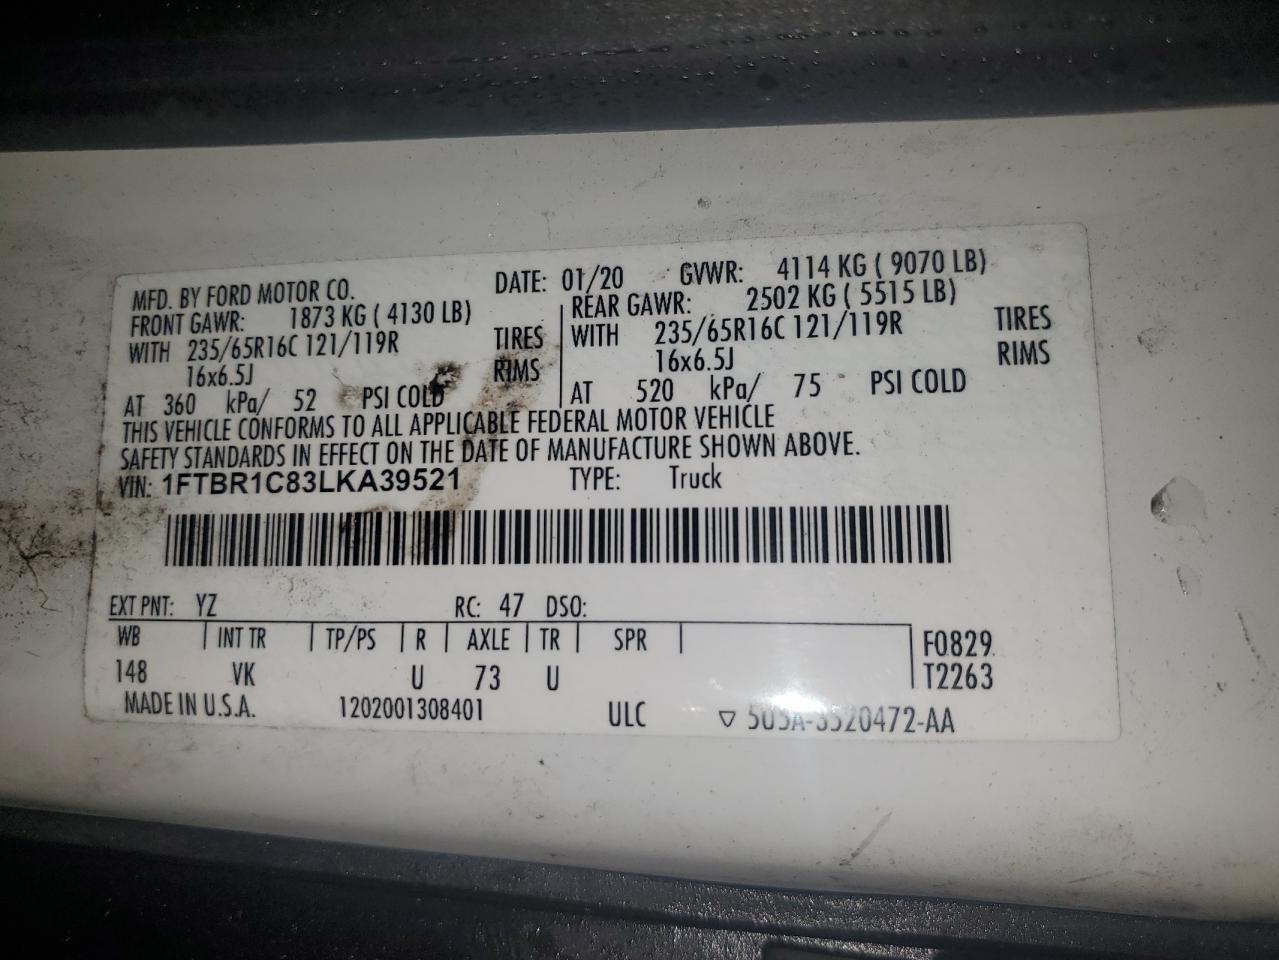 MFD. BY FORD MOTOR CO. DATE: 01/20 GVWR: 4114 KG ( 9070 LB)
FRONT GAWR: 1873 KG ( 4130 LB) REAR GAWR: 2502 KG ( 5515 LB)
WITH 235/65R16C 121/119R TIRES WITH 235/65R16C 121/119R TIRES
16x6.5J RIMS 16x6.5J RIMS
AT 360 kPa/ 52 PSI COLD AT 520 kPa/ 75 PSI COLD
THIS VEHICLE CONFORMS TO ALL APPLICABLE FEDERAL MOTOR VEHICLE
SAFETY STANDARDS IN EFFECT ON THE DATE OF MANUFACTURE SHOWN ABOVE.
VIN: 1FTBR1C83LKA39521 TYPE: Truck
EXT PNT: YZ RC: 47 DSO:
WB INT TR TP/PS R AXLE TR SPR F0829
148 VK U 73 U T2263
MADE IN U.S.A. 1202001308401 ULC